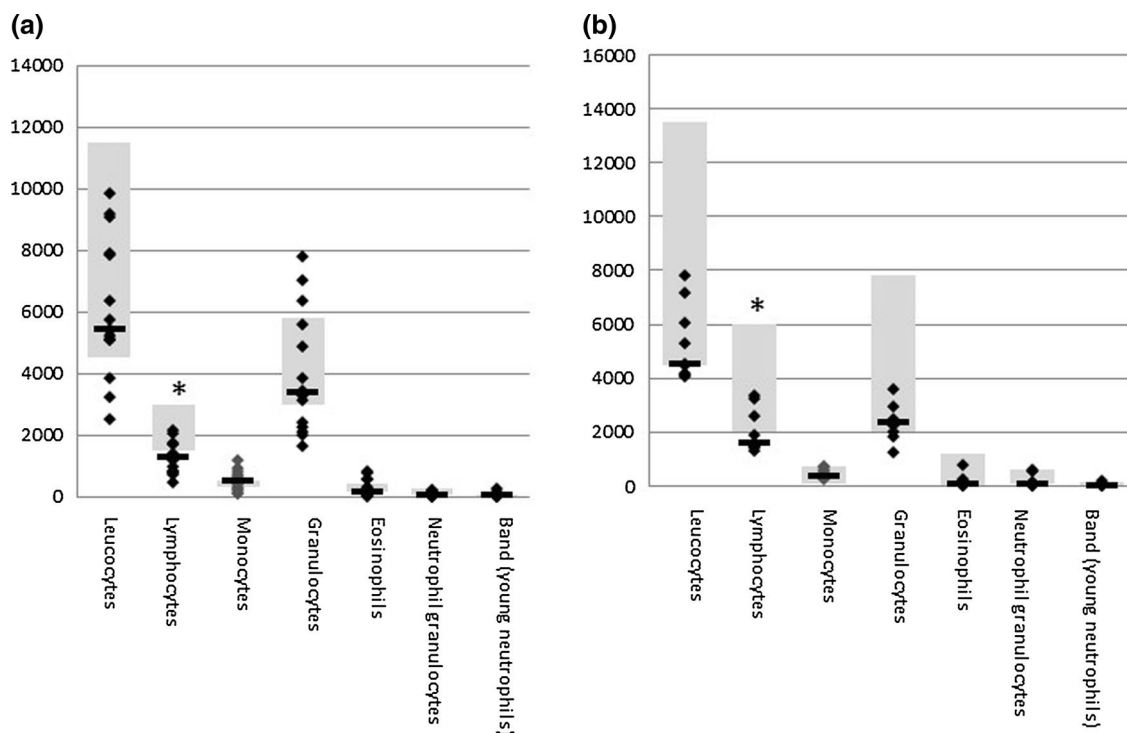 (a)
14000
12000
10000
8000
6000
4000
2000
0
*
Leucocytes
Lymphocytes
Monocytes
Granulocytes
Eosinophils
Neutrophil granulocytes
Band (young neutrophils)
(b)
16000
14000
12000
10000
8000
6000
4000
2000
0
*
Leucocytes
Lymphocytes
Monocytes
Granulocytes
Eosinophils
Neutrophil granulocytes
Band (young neutrophils)